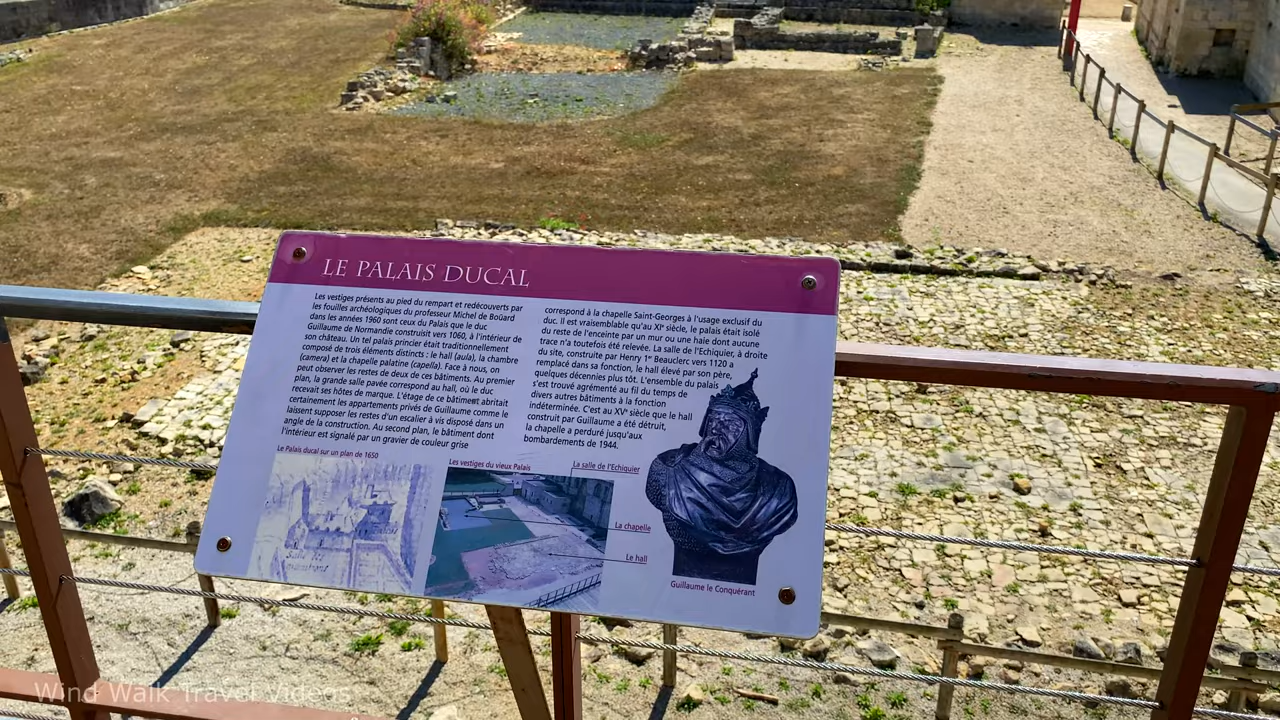 LE PALAIS DUCAL
Les vestiges présents au pied du rempart et redécouverts par
les fouilles archéologiques du professeur Michel de Boüard
dans les années 1960 sont ceux du Palais que le duc
Guillaume de Normandie construisit vers 1060, à l'intérieur de
son château. Un tel palais princier était traditionnellement
composé de trois éléments distincts : le hall (aula), la chambre
(camera) et la chapelle palatine (capella). Face à nous, on
peut observer les restes de deux de ces bâtiments. Au premier
plan, la grande salle pavée correspond au hall, où le duc
recevait ses hôtes de marque. L'étage de ce bâtiment abritait
certainement les appartements privés de Guillaume comme le
laissent supposer les restes d'un escalier à vis disposé dans un
angle de la construction. Au second plan, le bâtiment dont
l'intérieur est signalé par un gravier de couleur grise
correspond à la chapelle Saint-Georges à l'usage exclusif du
duc. Il est vraisemblable qu'au XIe siècle, le palais était isolé
du reste de l'enceinte par un mur ou une haie dont aucune
trace n'a toutefois été relevée. La salle de l'Echiquier, à droite
du site, construite par Henry 1er Beauclerc vers 1120 a
remplacé dans sa fonction, le hall élevé par son père,
quelques décennies plus tôt. L'ensemble du palais
s'est trouvé agrémenté au fil du temps de
divers autres bâtiments à la fonction
indéterminée. C'est au XVe siècle que le hall
construit par Guillaume a été détruit,
la chapelle a perduré jusqu'aux
bombardements de 1944.
Le Palais ducal sur un plan de 1650
Les vestiges du vieux Palais
La salle de l'Echiquier
La chapelle
Le hall
Guillaume le Conquérant
Wind Walk Travel Videos